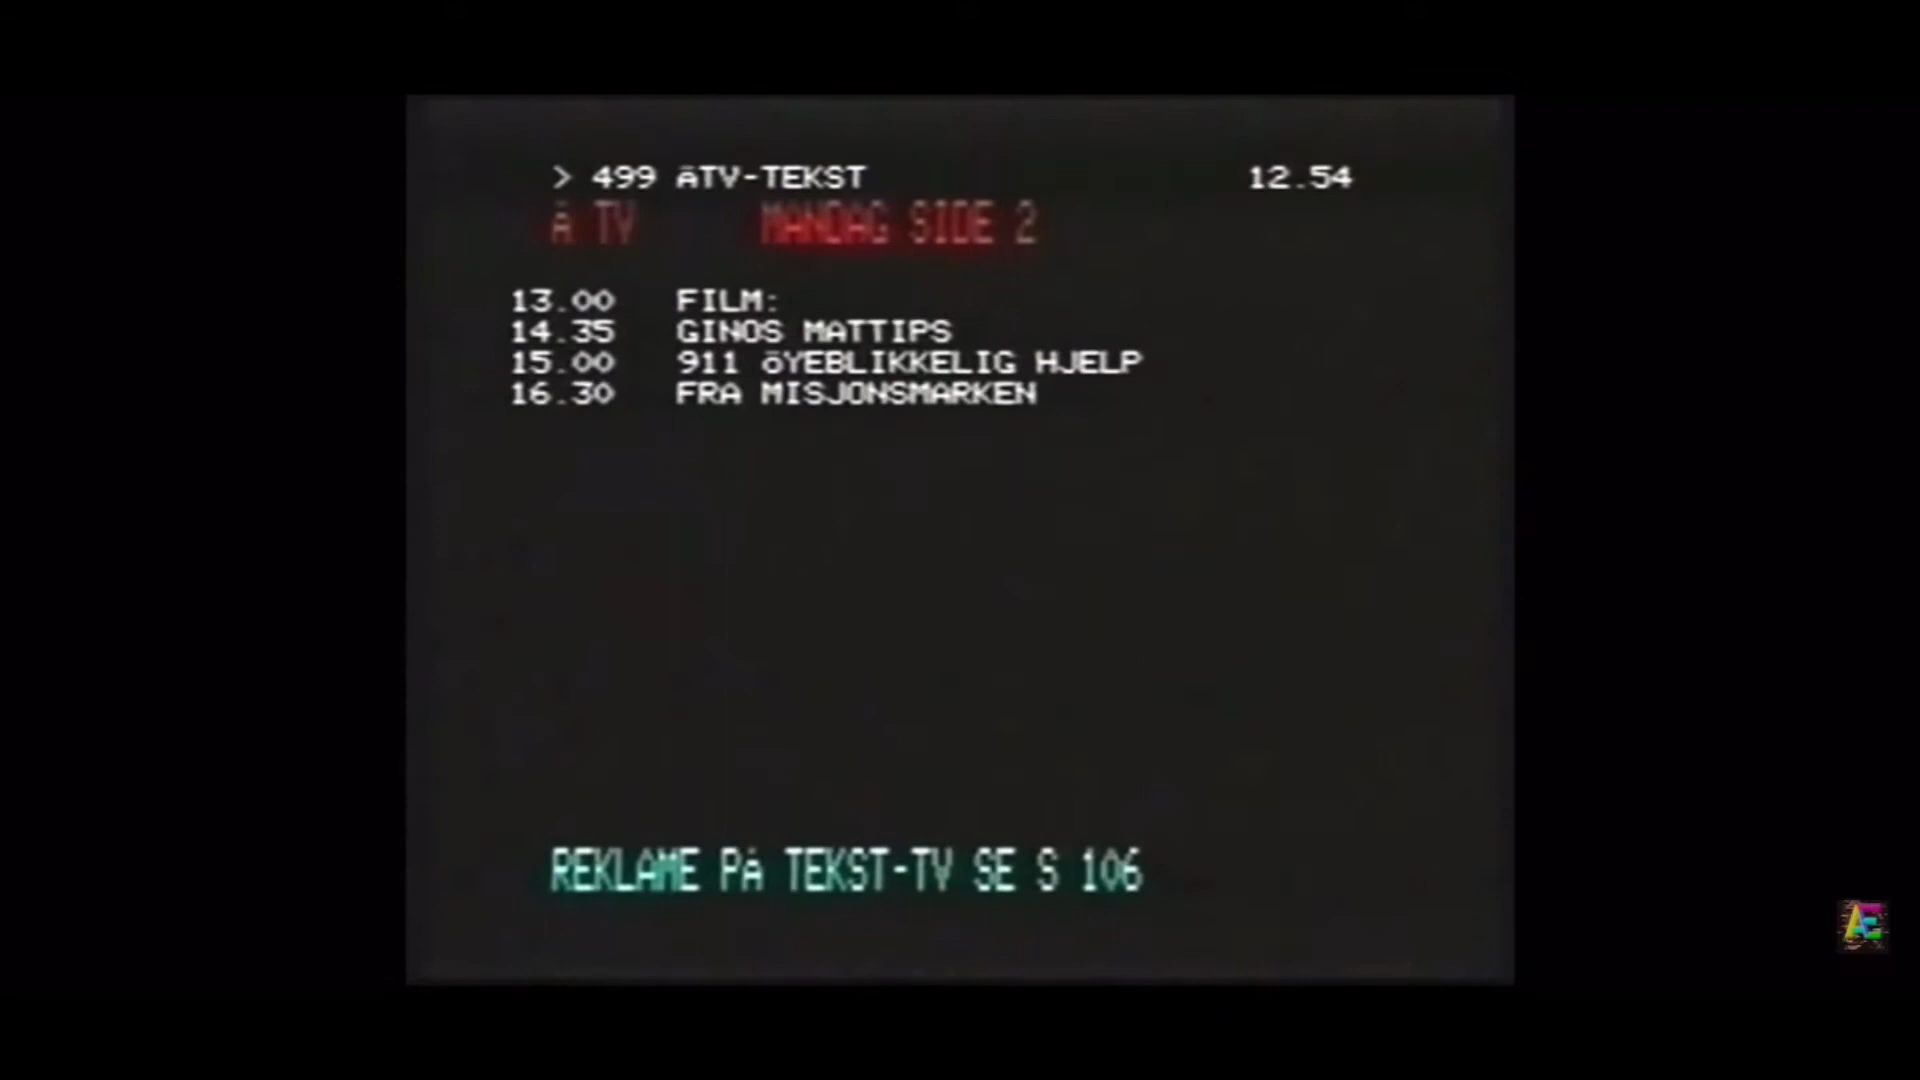 > 499 äTV-TEKST 12.54
Ä TV MANDAG SIDE 2
13.00 FILM:
14.35 GINOS MATTIPS
15.00 911 öYEBLIKKELIG HJELP
16.30 FRA MISJONSMARKEN
REKLAME PÅ TEKST-TV SE S 106
Æ